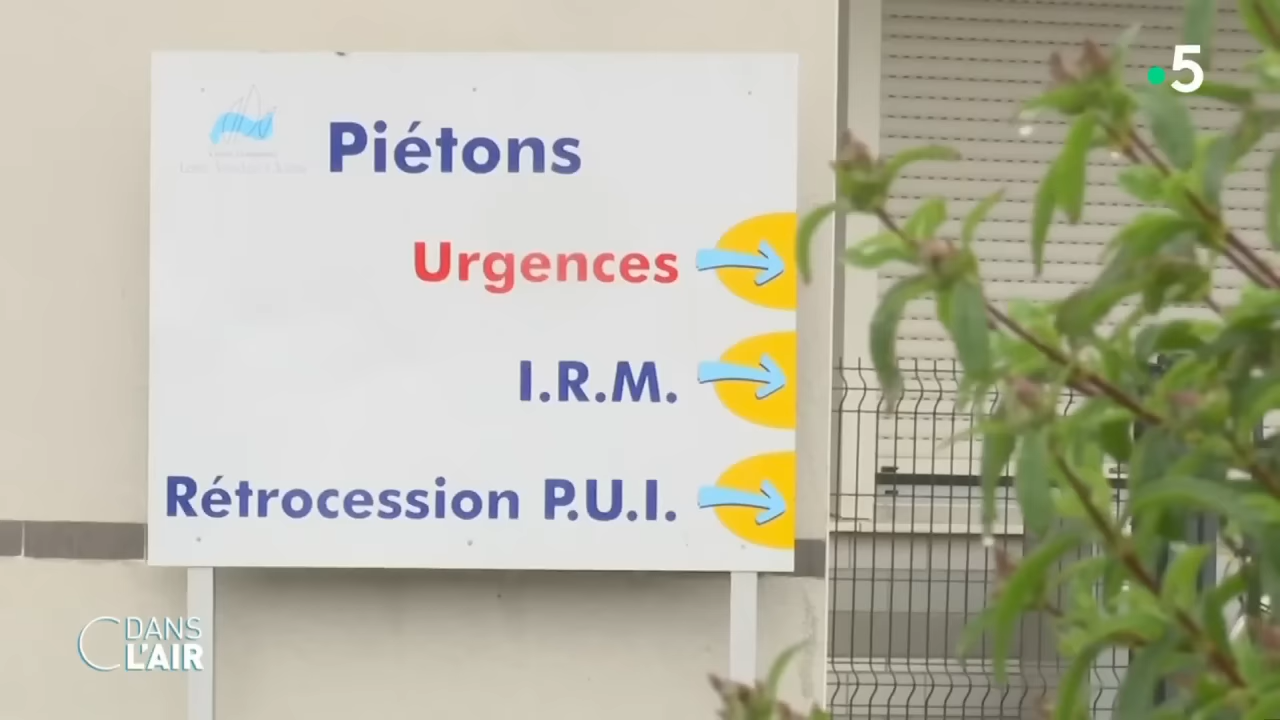 5
Piétons
Urgences
I.R.M.
Rétrocession P.U.I.
C DANS
L'AIR